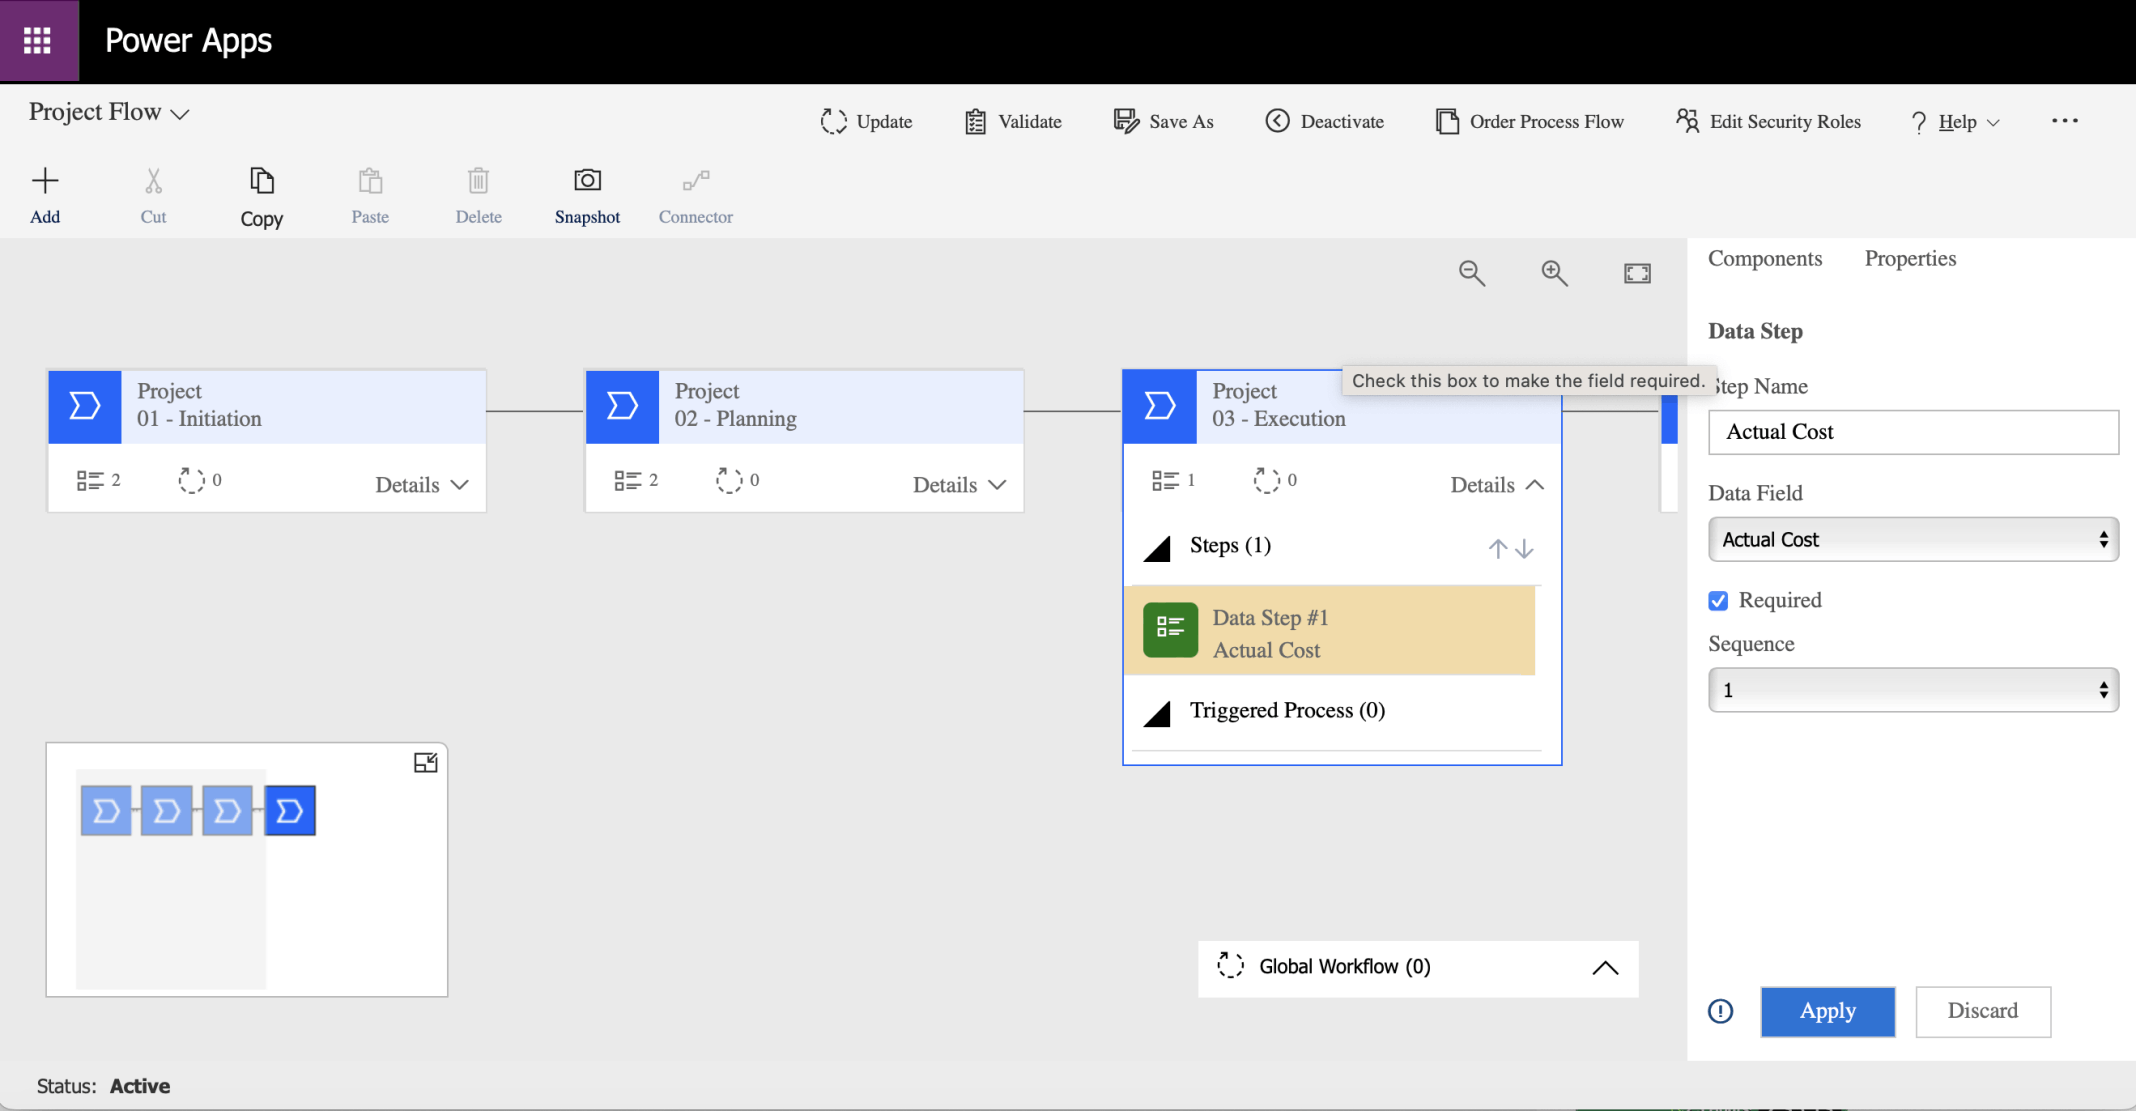 Power Apps
Project Flow
Update
Validate
Save As
Deactivate
Order Process Flow
Edit Security Roles
? Help
...
Add
Cut
Copy
Paste
Delete
Snapshot
Connector
Components
Properties
Data Step
Check this box to make the field required.
Step Name
Actual Cost
Data Field
Actual Cost
Required
Sequence
1
Project
01 - Initiation
2
0
Details
Project
02 - Planning
2
0
Details
Project
03 - Execution
1
0
Details
Steps (1)
Data Step #1
Actual Cost
Triggered Process (0)
Global Workflow (0)
Apply
Discard
Status: Active